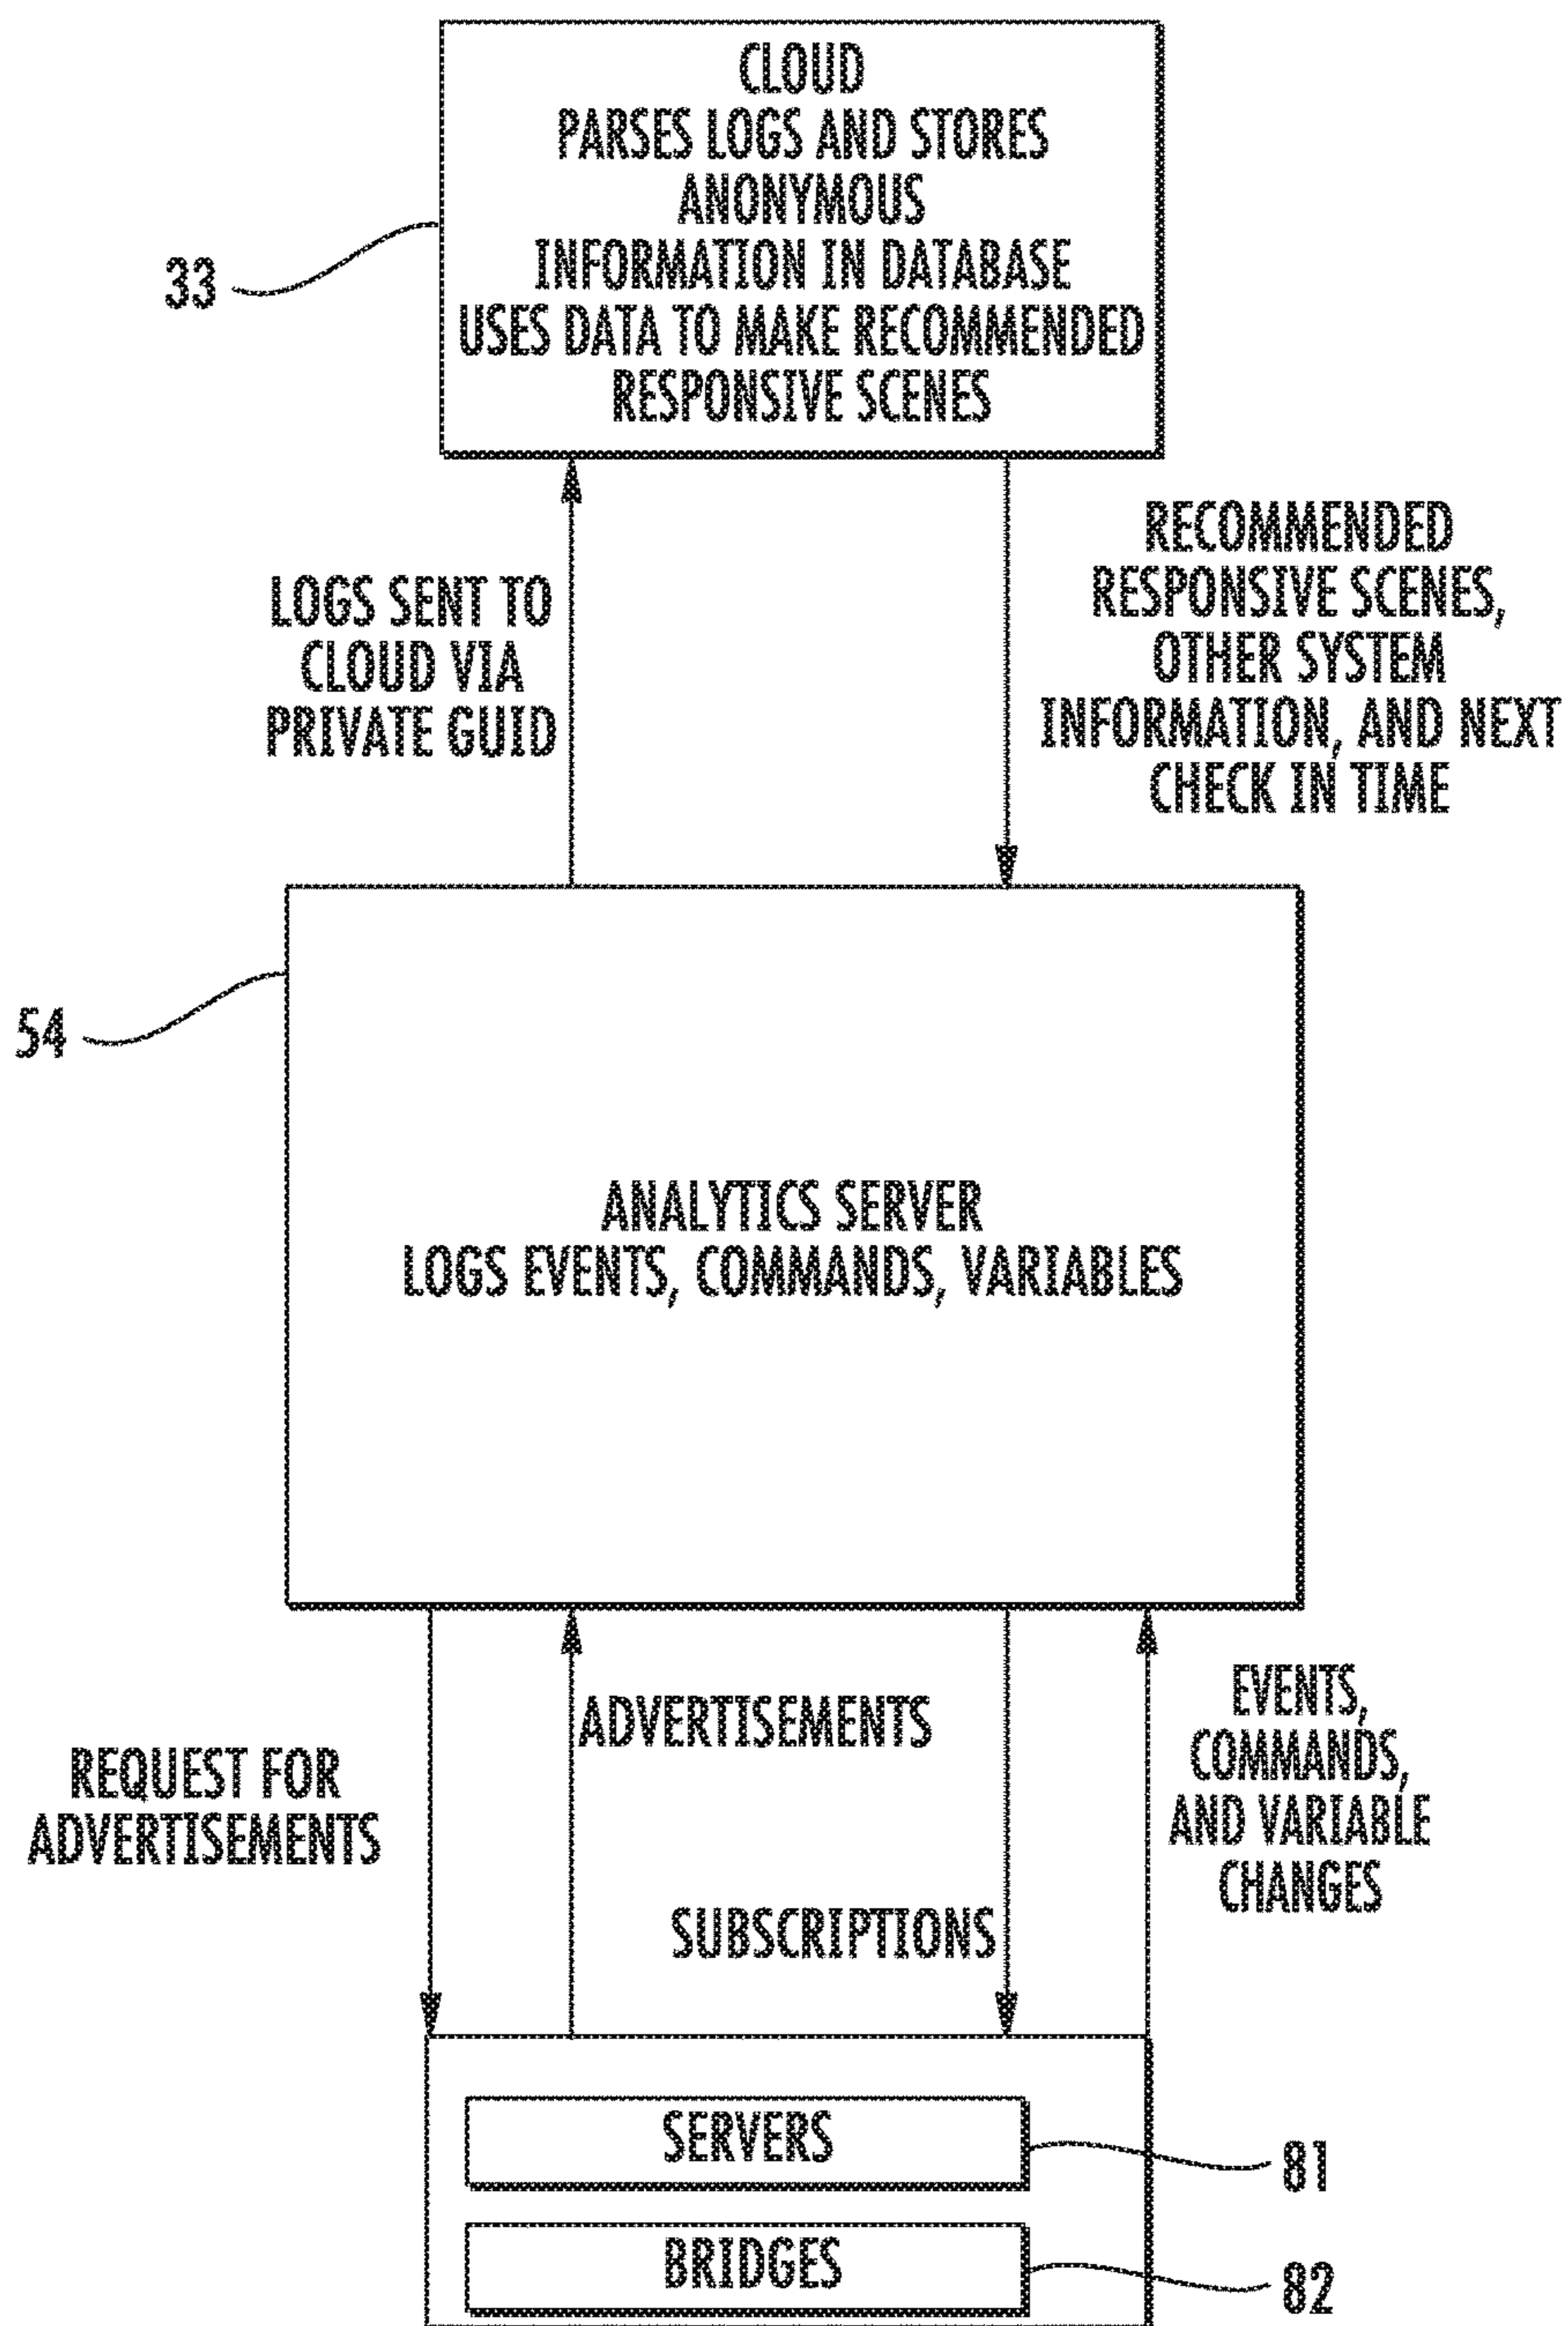 CLOUD
PARSES LOGS AND STORES
ANONYMOUS
INFORMATION IN DATABASE
USES DATA TO MAKE RECOMMENDED
RESPONSIVE SCENES
33
LOGS SENT TO
CLOUD VIA
PRIVATE GUID
RECOMMENDED
RESPONSIVE SCENES,
OTHER SYSTEM
INFORMATION, AND NEXT
CHECK IN TIME
54
ANALYTICS SERVER
LOGS EVENTS, COMMANDS, VARIABLES
REQUEST FOR
ADVERTISEMENTS
ADVERTISEMENTS
SUBSCRIPTIONS
EVENTS,
COMMANDS,
AND VARIABLE
CHANGES
SERVERS
81
BRIDGES
82